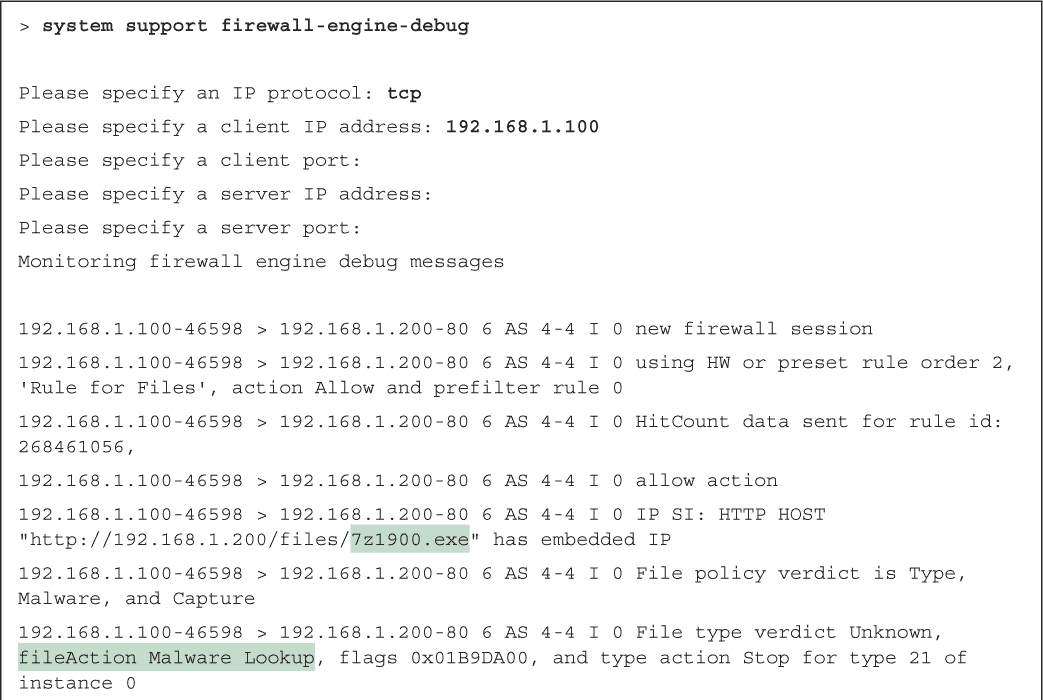 > system support firewall-engine-debug
Please specify an IP protocol: tcp
Please specify a client IP address: 192.168.1.100
Please specify a client port:
Please specify a server IP address:
Please specify a server port:
Monitoring firewall engine debug messages
192.168.1.100-46598 > 192.168.1.200-80 6 AS 4-4 I 0 new firewall session
192.168.1.100-46598 > 192.168.1.200-80 6 AS 4-4 I 0 using HW or preset rule order 2,
'Rule for Files', action Allow and prefilter rule 0
192.168.1.100-46598 > 192.168.1.200-80 6 AS 4-4 I 0 HitCount data sent for rule id:
268461056,
192.168.1.100-46598 > 192.168.1.200-80 6 AS 4-4 I 0 allow action
192.168.1.100-46598 > 192.168.1.200-80 6 AS 4-4 I 0 IP SI: HTTP HOST
"http://192.168.1.200/files/7z1900.exe" has embedded IP
192.168.1.100-46598 > 192.168.1.200-80 6 AS 4-4 I 0 File policy verdict is Type,
Malware, and Capture
192.168.1.100-46598 > 192.168.1.200-80 6 AS 4-4 I 0 File type verdict Unknown,
fileAction Malware Lookup, flags 0x01B9DA00, and type action Stop for type 21 of
instance 0